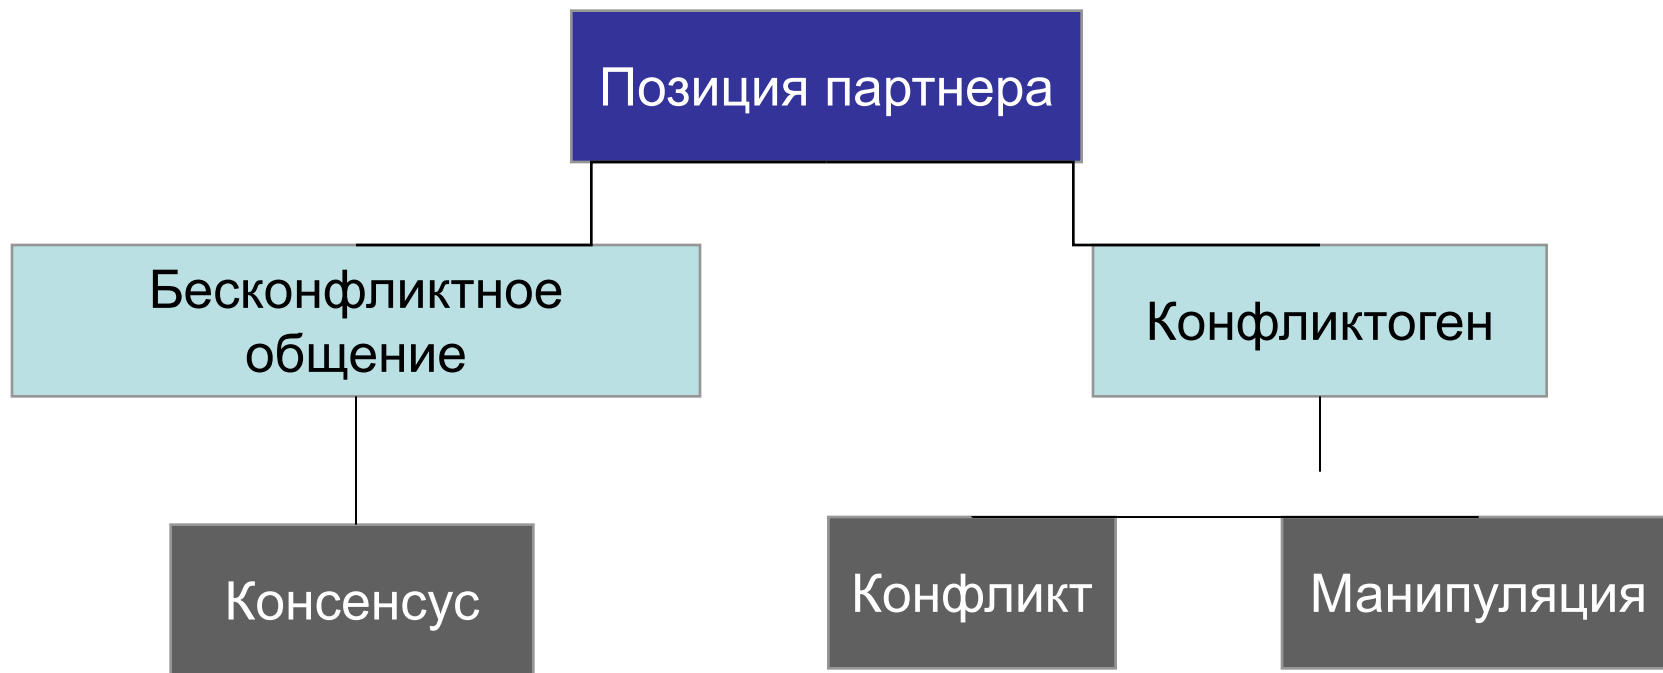 Позиция партнера
Бесконфликтное
общение
Конфликтоген
Консенсус
Конфликт
Манипуляция